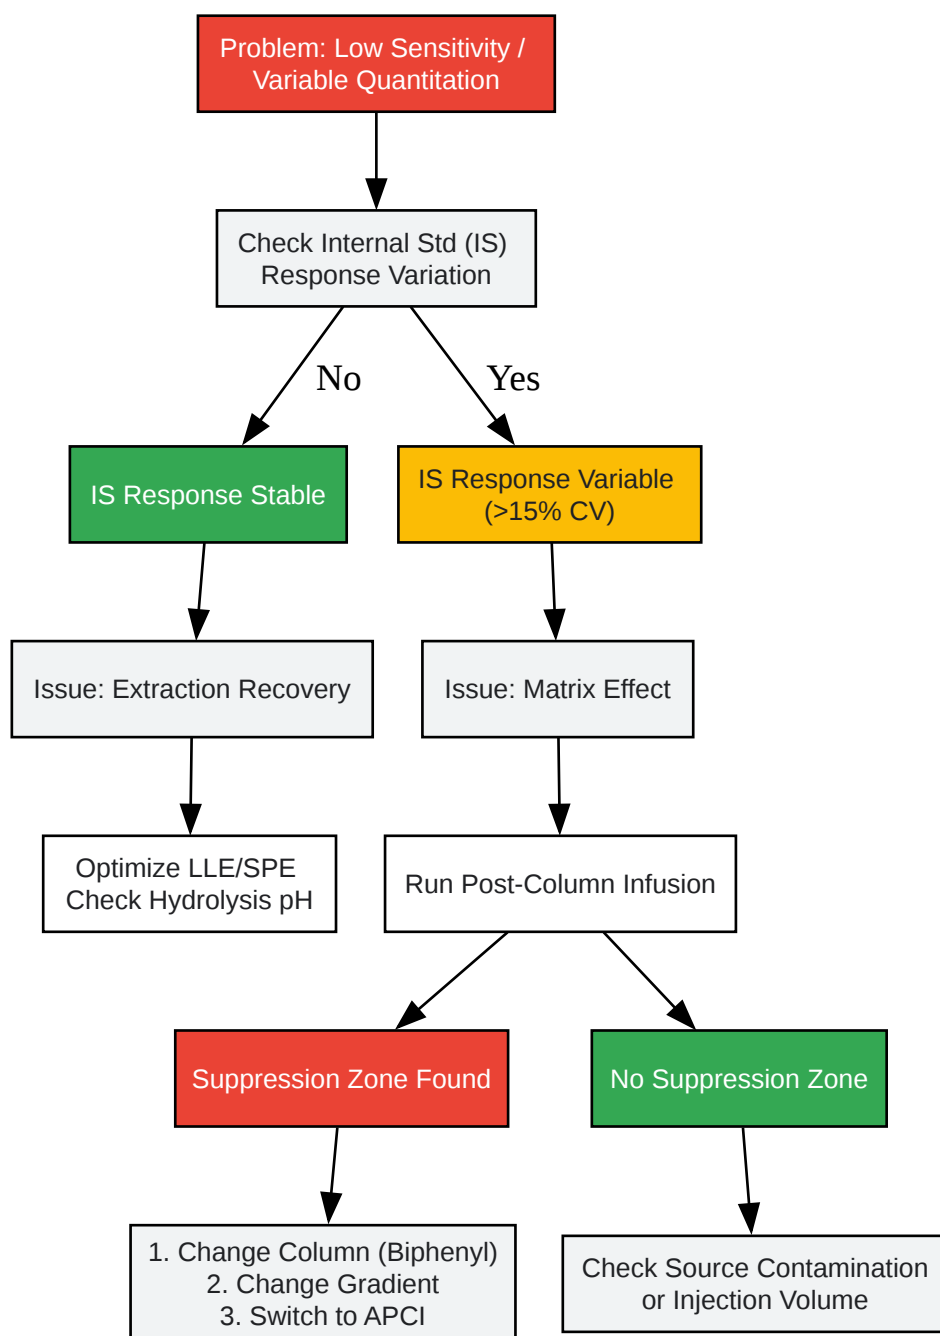 Problem: Low Sensitivity /
Variable Quantitation
Check Internal Std (IS)
Response Variation
No
Yes
IS Response Stable
IS Response Variable
(>15% CV)
Issue: Extraction Recovery
Issue: Matrix Effect
Optimize LLE/SPE
Check Hydrolysis pH
Run Post-Column Infusion
Suppression Zone Found
No Suppression Zone
1. Change Column (Biphenyl)
2. Change Gradient
3. Switch to APCI
Check Source Contamination
or Injection Volume